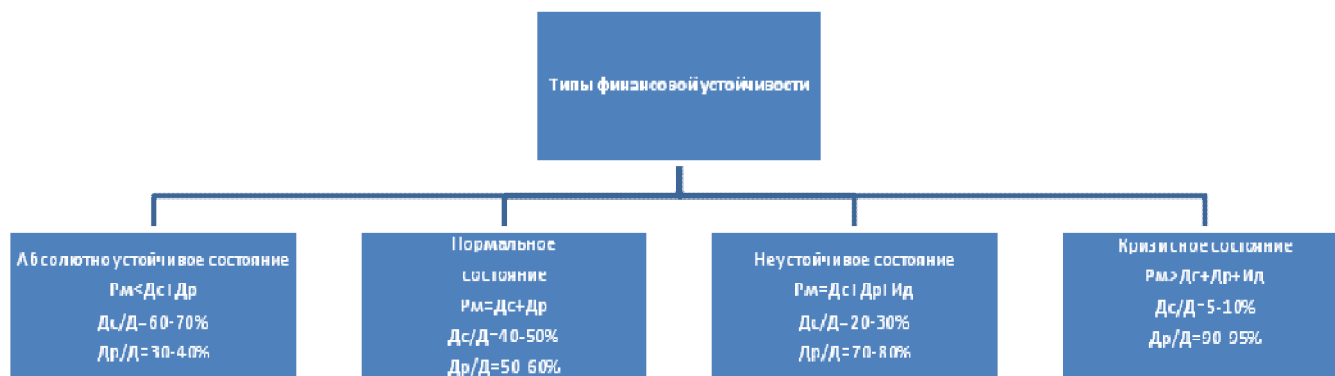 Типы финансовой устойчивости
Абсолютно устойчивое состояние
Рм<Дс+Др
Дс/Д=60-70%
Др/Д=30-40%
Нормальное
состояние
Рм=Дс+Др
Дс/Д=40-50%
Др/Д=50-60%
Неустойчивое состояние
Рм=Дс+Др+Ид
Дс/Д=20-30%
Др/Д=70-80%
Кризисное состояние
Рм>Дс+Др+Ид
Дс/Д=5-10%
Др/Д=90-95%